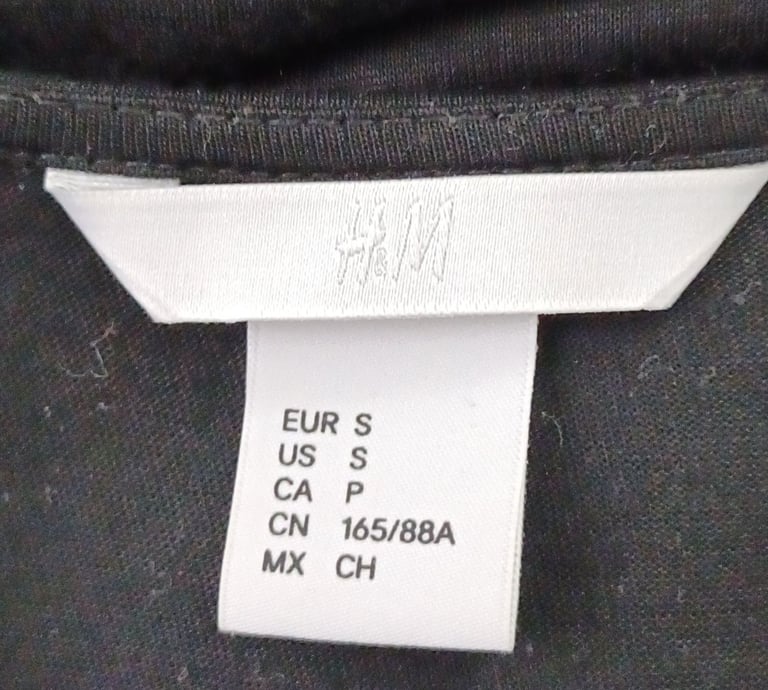 H&M
EUR S
US S
CA P
CN 165/88A
MX CH